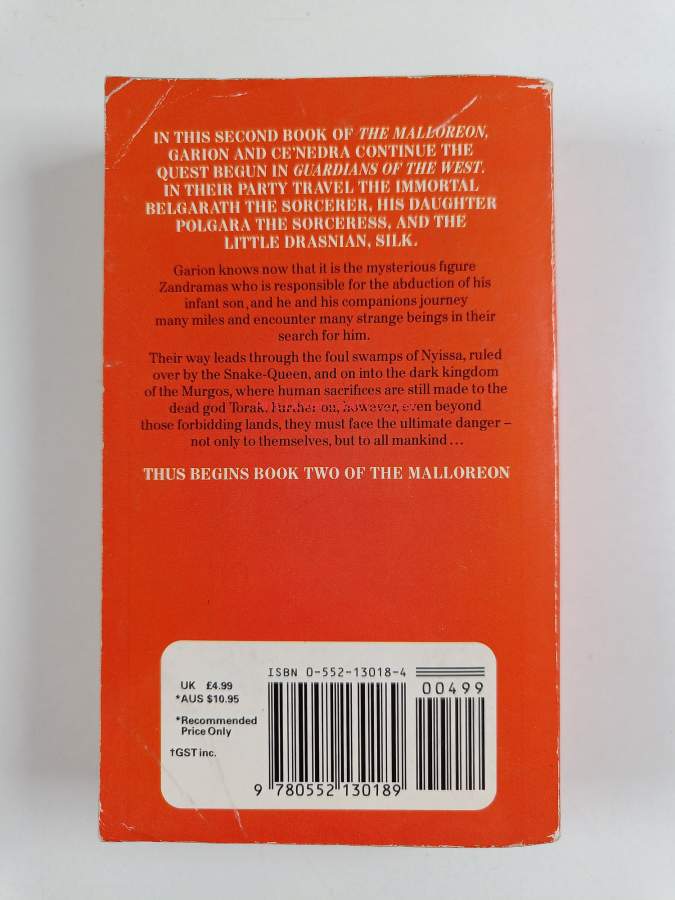 IN THIS SECOND BOOK OF THE MALLOREON,
GARION AND CE'NEDRA CONTINUE THE
QUEST BEGUN IN GUARDIANS OF THE WEST.
IN THEIR PARTY TRAVEL THE IMMORTAL
BELGARATH THE SORCERER, HIS DAUGHTER
POLGARA THE SORCERESS, AND THE
LITTLE DRASNIAN, SILK.
Garion knows now that it is the mysterious figure
Zandramas who is responsible for the abduction of his
infant son, and he and his companions journey
many miles and encounter many strange beings in their
search for him.
Their way leads through the foul swamps of Nyissa, ruled
over by the Snake-Queen, and on into the dark kingdom
of the Murgos, where human sacrifices are still made to the
dead god Torak. Further on, however, even beyond
those forbidding lands, they must face the ultimate danger –
not only to themselves, but to all mankind ...
THUS BEGINS BOOK TWO OF THE MALLOREON
UK £4.99
*AUS $10.95
*Recommended
Price Only
†GST inc.
ISBN 0-552-13018-4
00499
9 780552 130189